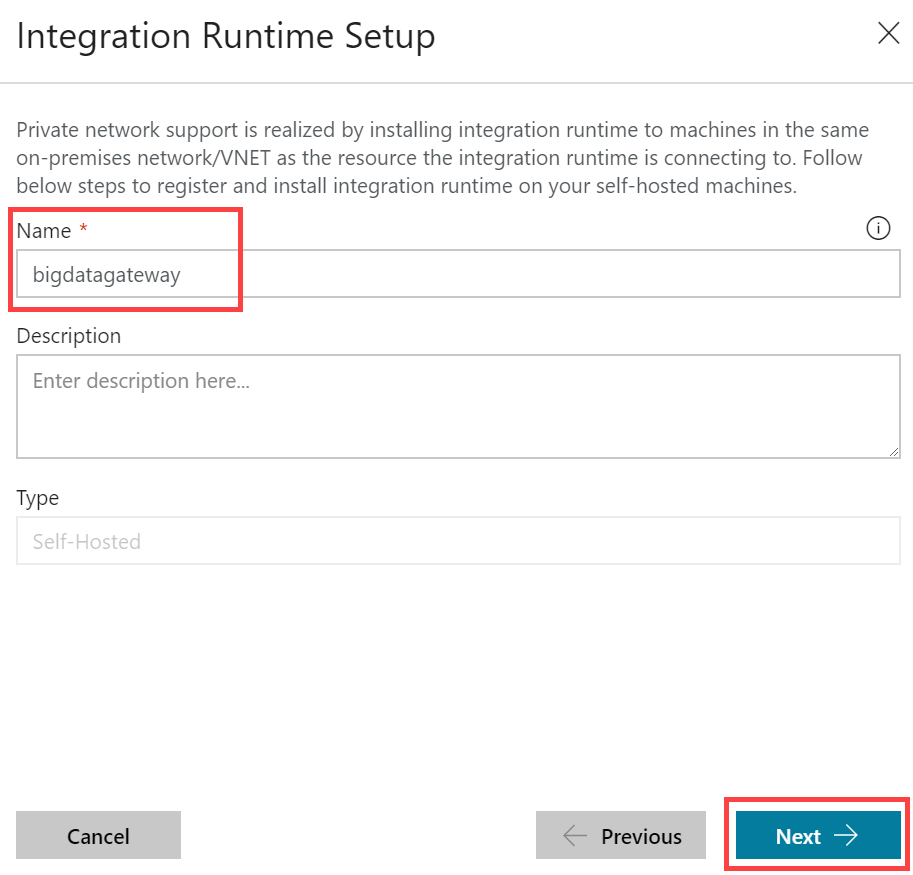 Integration Runtime Setup
Private network support is realized by installing integration runtime to machines in the same
on-premises network/VNET as the resource the integration runtime is connecting to. Follow
below steps to register and install integration runtime on your self-hosted machines.
Name *
bigdatagateway
Description
Enter description here...
Type
Self-Hosted
Cancel
Previous
Next